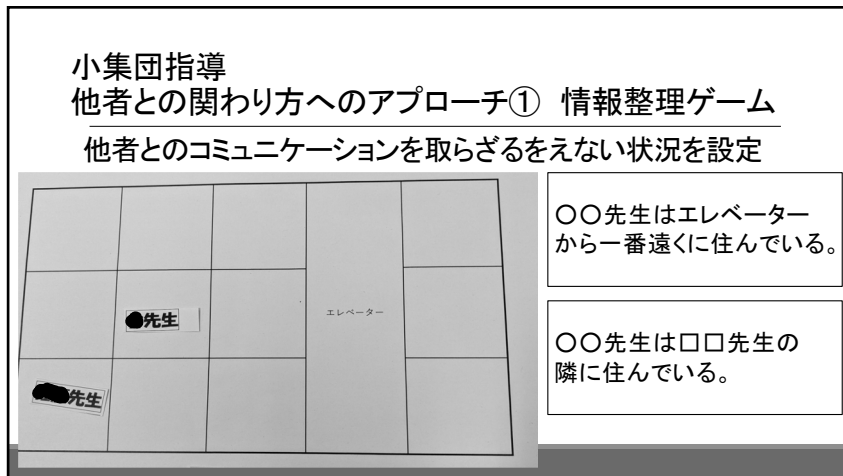 小集団指導
他者との関わり方へのアプローチ① 情報整理ゲーム
他者とのコミュニケーションを取らざるをえない状況を設定
エレベーター
先生
先生
〇〇先生はエレベーター
から一番遠くに住んでいる。
〇〇先生は□□先生の
隣に住んでいる。